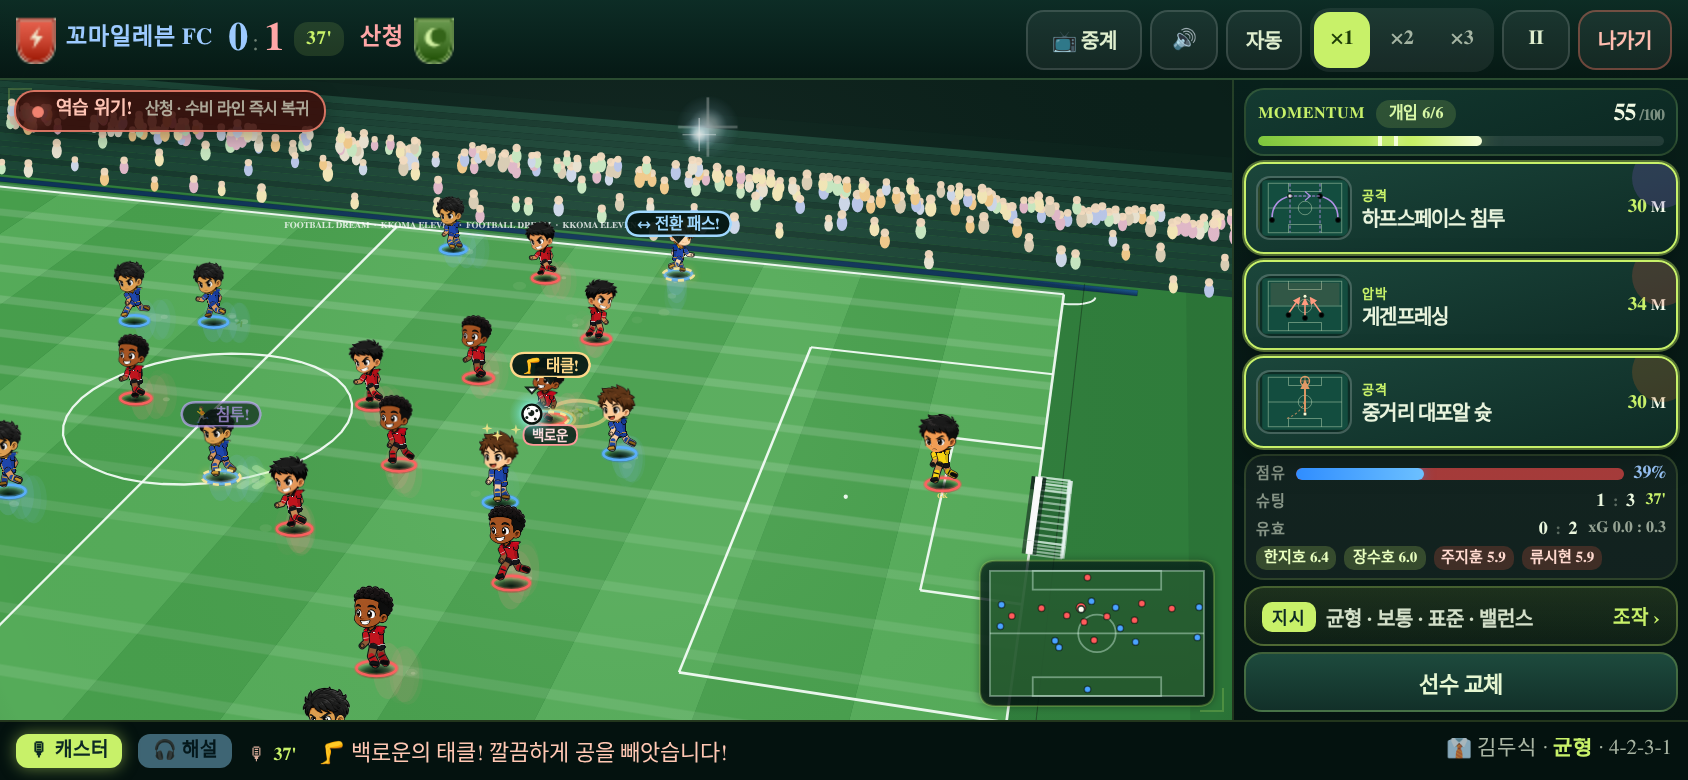 꼬마일레븐 FC 0 : 1 37' 산청
📺 중계
자동
×1 ×2 ×3
II
나가기
역습 위기! 산청 · 수비 라인 즉시 복귀
FOOTBALL DREAM · KKOMA ELEV
FOOTBALL DRE
KKOMA ELEV
↔ 전환 패스!
태클!
침투!
백로운
MOMENTUM 개입 6/6 55 /100
공격
하프스페이스 침투 30 M
압박
게겐프레싱 34 M
공격
중거리 대포알 슛 30 M
점유 39%
슈팅 1 : 3 37'
유효 0 : 2 xG 0.0 : 0.3
한지호 6.4 장수호 6.0 주지훈 5.9 류시현 5.9
지시 균형 · 보통 · 표준 · 밸런스 조작 ›
선수 교체
🎙 캐스터 🎧 해설 🎙 37' 백로운의 태클! 깔끔하게 공을 빼앗습니다!
👔 김두식 · 균형 · 4-2-3-1